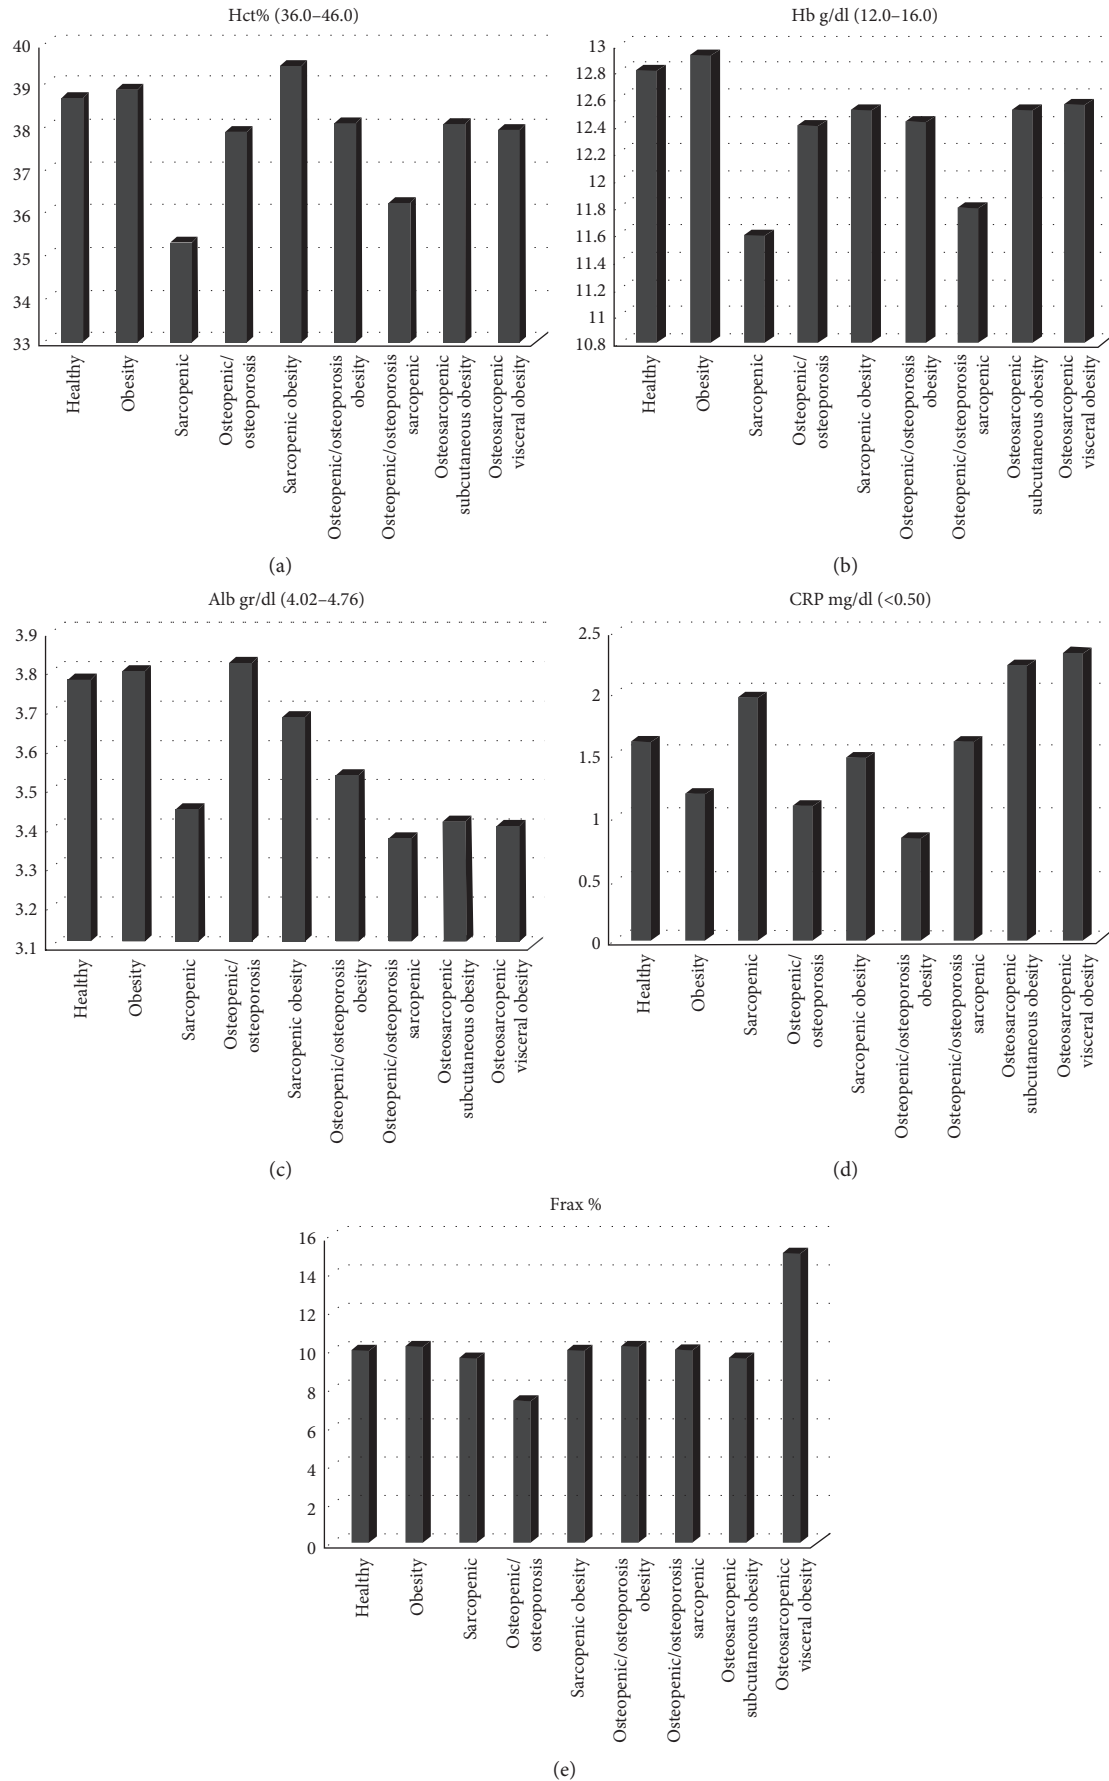 Hct% (36.0–46.0)
40
39
38
37
36
35
34
33
Healthy
Obesity
Sarcopenic
Osteopenic/
osteoporosis
Sarcopenic obesity
Osteopenic/osteoporosis
obesity
Osteopenic/osteoporosis
sarcopenic
Osteosarcopenic
subcutaneous obesity
Osteosarcopenic
visceral obesity
(a)
Hb g/dl (12.0–16.0)
13
12.8
12.6
12.4
12
11.8
11.6
11.4
11.2
11
10.8
Healthy
Obesity
Sarcopenic
Osteopenic/
osteoporosis
Sarcopenic obesity
Osteopenic/osteoporosis
obesity
Osteopenic/osteoporosis
sarcopenic
Osteosarcopenic
subcutaneous obesity
Osteosarcopenic
visceral obesity
(b)
Alb gr/dl (4.02–4.76)
3.9
3.8
3.7
3.6
3.5
3.4
3.3
3.2
3.1
Healthy
Obesity
Sarcopenic
Osteopenic/
osteoporosis
Sarcopenic obesity
Osteopenic/osteoporosis
obesity
Osteopenic/osteoporosis
sarcopenic
Osteosarcopenic
subcutaneous obesity
Osteosarcopenic
visceral obesity
(c)
CRP mg/dl (<0.50)
2.5
2
1.5
1
0.5
0
Healthy
Obesity
Sarcopenic
Osteopenic/
osteoporosis
Sarcopenic obesity
Osteopenic/osteoporosis
obesity
Osteopenic/osteoporosis
sarcopenic
Osteosarcopenic
subcutaneous obesity
Osteosarcopenic
visceral obesity
(d)
Frax %
16
14
12
10
8
6
4
2
0
Healthy
Obesity
Sarcopenic
Osteopenic/
osteoporosis
Sarcopenic obesity
Osteopenic/osteoporosis
obesity
Osteopenic/osteoporosis
sarcopenic
Osteosarcopenic
subcutaneous obesity
Osteosarcopenicc
visceral obesity
(e)